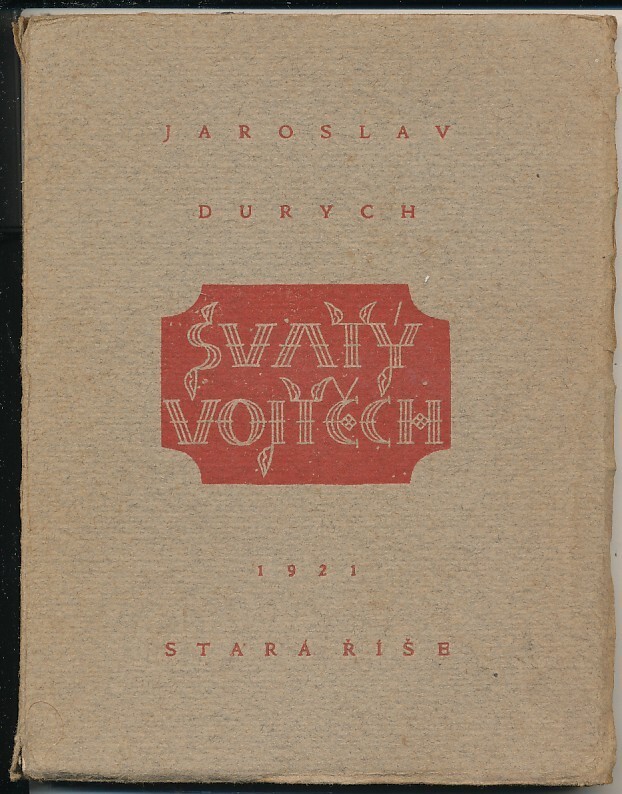 JAROSLAV
DURYCH
SVATÝ
VOJTĚCH
1921
STARÁ ŘÍŠE